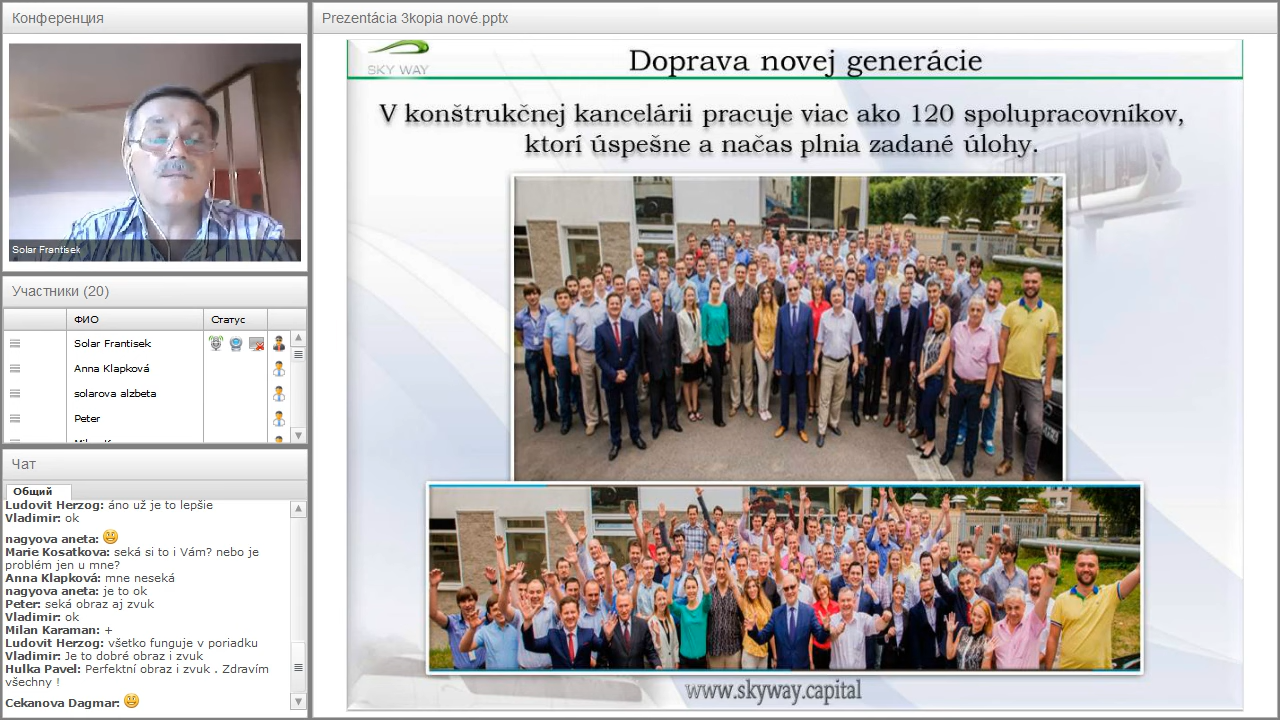 Конференция
Solar Frantisek
Участники (20)
ФИО
Статус
Solar Frantisek
Anna Klapková
solarova alzbeta
Peter
Чат
Общий
Ludovit Herzog: áno už je to lepšie
Vladimir: ok
nagyova aneta:
Marie Kosatkova: seká si to i Vám? nebo je
problém jen u mne?
Anna Klapková: mne neseká
nagyova aneta: je to ok
Peter: seká obraz aj zvuk
Vladimir: ok
Milan Karaman: +
Ludovit Herzog: všetko funguje v poriadku
Vladimir: Je to dobré obraz i zvuk
Hulka Pavel: Perfektní obraz i zvuk . Zdravím
všechny !
Cekanova Dagmar:
Prezentácia 3kopia nové.pptx
SKY WAY
Doprava novej generácie
V konštrukčnej kancelárii pracuje viac ako 120 spolupracovníkov,
ktorí úspešne a načas plnia zadané úlohy.
www.skyway.capital